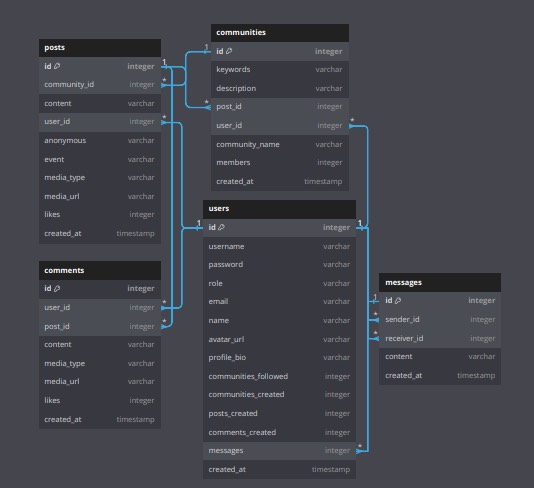 posts
id integer
community_id integer
content varchar
user_id integer
anonymous varchar
event varchar
media_type varchar
media_url varchar
likes integer
created_at timestamp
comments
id integer
user_id integer
post_id integer
content varchar
media_type varchar
media_url varchar
likes integer
created_at timestamp
communities
id integer
keywords varchar
description varchar
post_id integer
user_id integer
community_name varchar
members integer
created_at timestamp
users
id integer
username varchar
password varchar
role varchar
email varchar
name varchar
avatar_url varchar
profile_bio varchar
communities_followed integer
communities_created integer
posts_created integer
comments_created integer
messages integer
created_at timestamp
messages
id integer
sender_id integer
receiver_id integer
content varchar
created_at timestamp
1
*
*
1
*
*
1
*
*
1
*
1
*
*